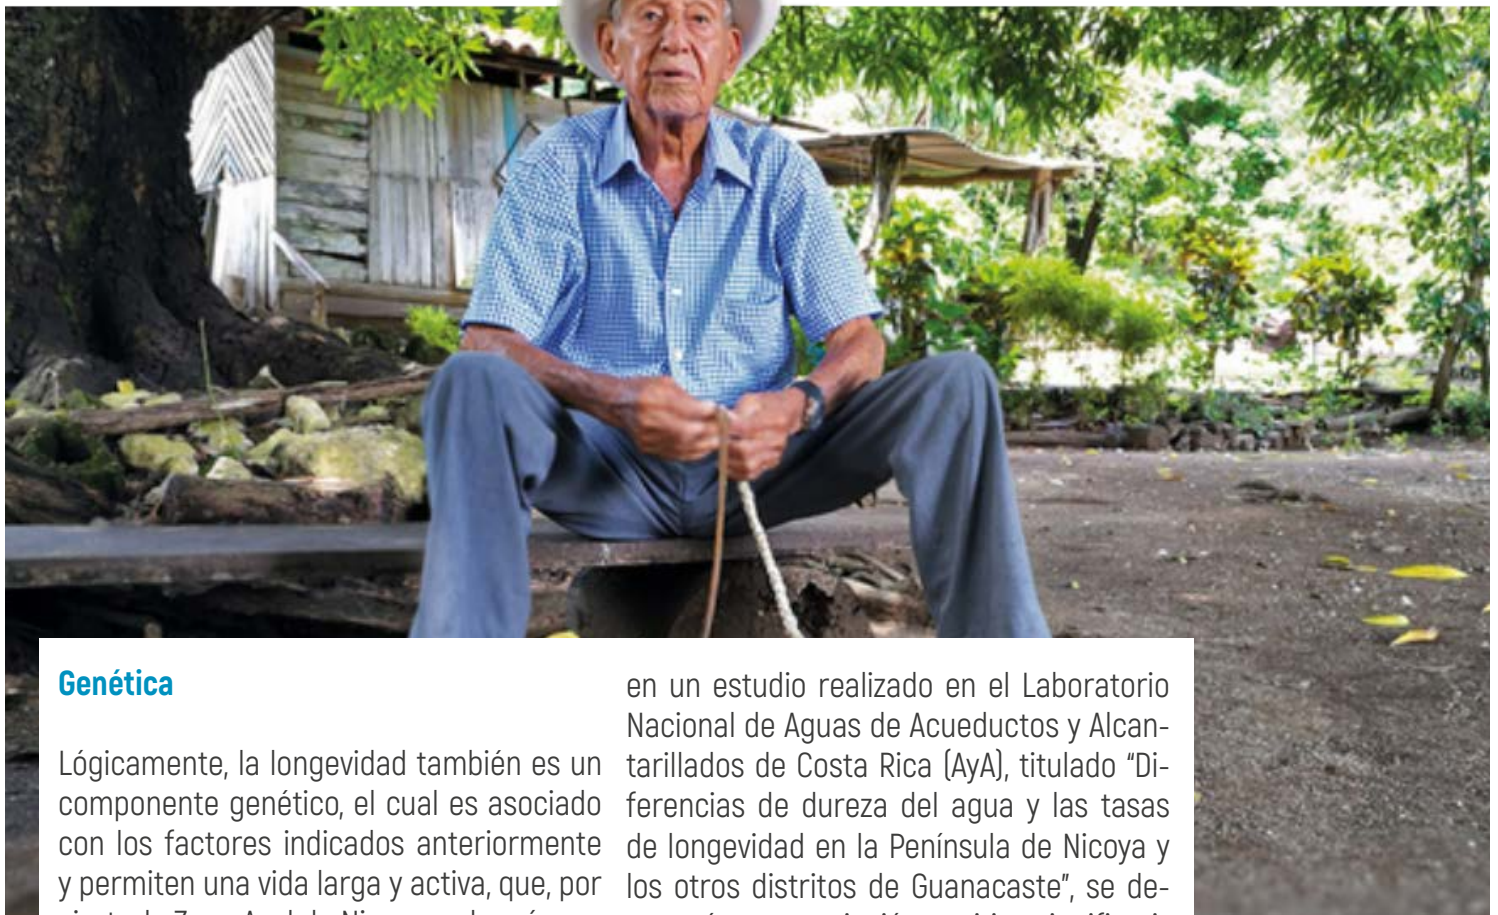 Genética
Lógicamente, la longevidad también es un
componente genético, el cual es asociado
con los factores indicados anteriormente
y permiten una vida larga y activa, que, por
en un estudio realizado en el Laboratorio
Nacional de Aguas de Acueductos y Alcan-
tarillados de Costa Rica (AyA), titulado “Di-
ferencias de dureza del agua y las tasas
de longevidad en la Península de Nicoya y
los otros distritos de Guanacaste”, se de-